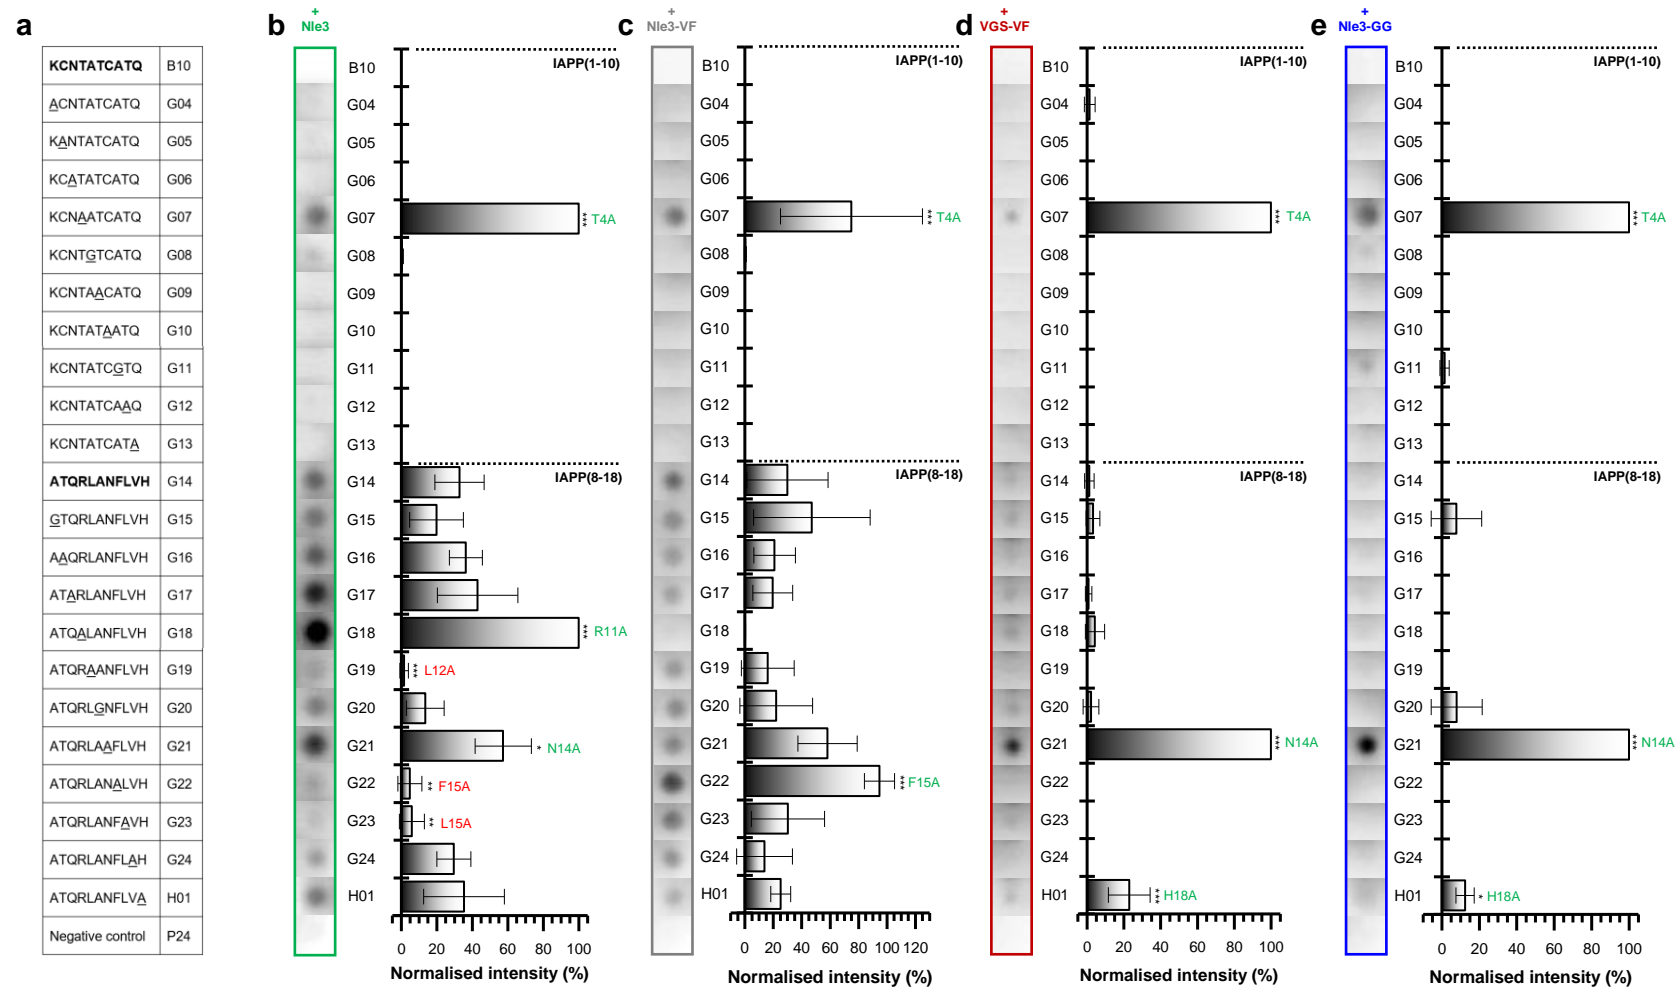 a
KCNTATCATQ B10
ACNTATCATQ G04
KANTATCATQ G05
KCATATCATQ G06
KCNAATCATQ G07
KCNTGTCATQ G08
KCNTAACATQ G09
KCNTATAATQ G10
KCNTATCGTQ G11
KCNTATCAAQ G12
KCNTATCATA G13
ATQRLANFLVH G14
GTQRLANFLVH G15
AAQRLANFLVH G16
ATARLANFLVH G17
ATQALANFLVH G18
ATQRAANFLVH G19
ATQRLGNFLVH G20
ATQRLAAFLVH G21
ATQRLANALVH G22
ATQRLANFAVH G23
ATQRLANFLAH G24
ATQRLANFLVA H01
Negative control P24
b
+
Nle3
B10
IAPP(1-10)
G04
G05
G06
G07
*** T4A
G08
G09
G10
G11
G12
G13
G14
IAPP(8-18)
G15
G16
G17
G18
*** R11A
G19
*** L12A
G20
G21
* N14A
G22
** F15A
G23
** L15A
G24
H01
0 20 40 60 80 100
Normalised intensity (%)
c
+
Nle3-VF
B10
IAPP(1-10)
G04
G05
G06
G07
*** T4A
G08
G09
G10
G11
G12
G13
G14
IAPP(8-18)
G15
G16
G17
G18
G19
G20
G21
G22
*** F15A
G23
G24
H01
0 20 40 60 80 100 120
Normalised intensity (%)
d
+
VGS-VF
B10
IAPP(1-10)
G04
G05
G06
G07
*** T4A
G08
G09
G10
G11
G12
G13
G14
IAPP(8-18)
G15
G16
G17
G18
G19
G20
G21
*** N14A
G22
G23
G24
H01
*** H18A
0 20 40 60 80 100
Normalised intensity (%)
e
+
Nle3-GG
B10
IAPP(1-10)
G04
G05
G06
G07
*** T4A
G08
G09
G10
G11
G12
G13
G14
IAPP(8-18)
G15
G16
G17
G18
G19
G20
G21
*** N14A
G22
G23
G24
H01
* H18A
0 20 40 60 80 100
Normalised intensity (%)